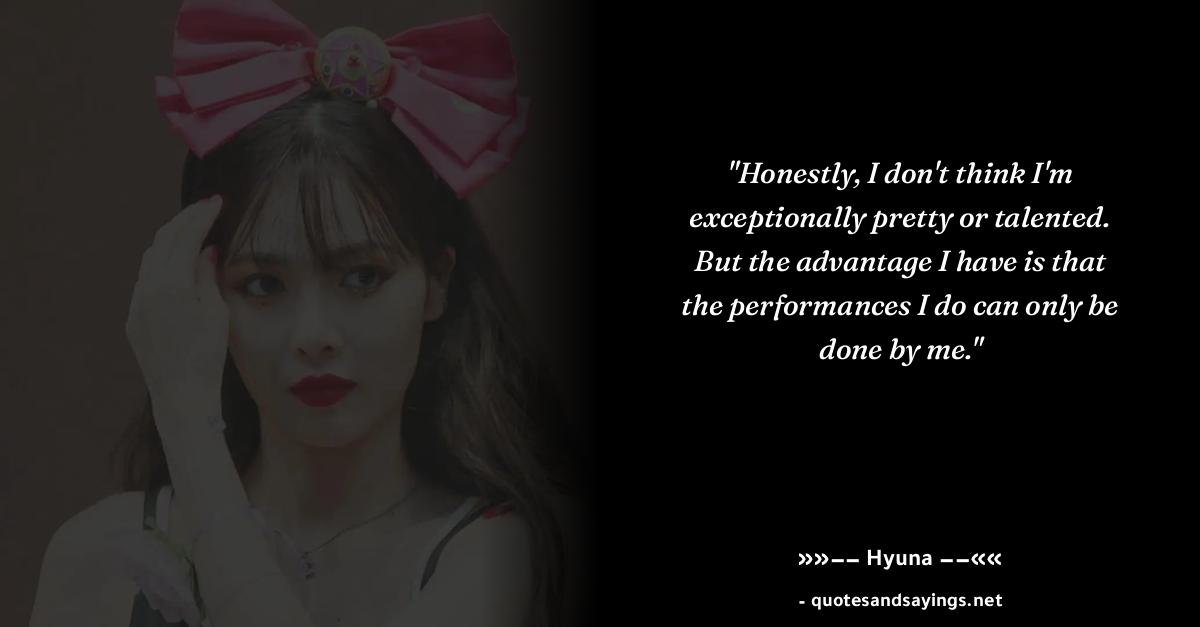 "Honestly, I don't think I'm
exceptionally pretty or talented.
But the advantage I have is that
the performances I do can only be
done by me."
»»−− Hyuna −−««
- quotesandsayings.net